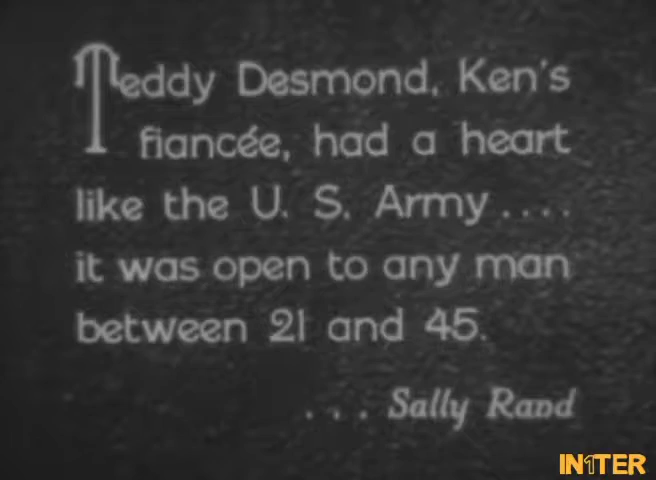 Teddy Desmond, Ken's
fiancée, had a heart
like the U. S. Army....
it was open to any man
between 21 and 45.
... Sally Rand
IN1TER